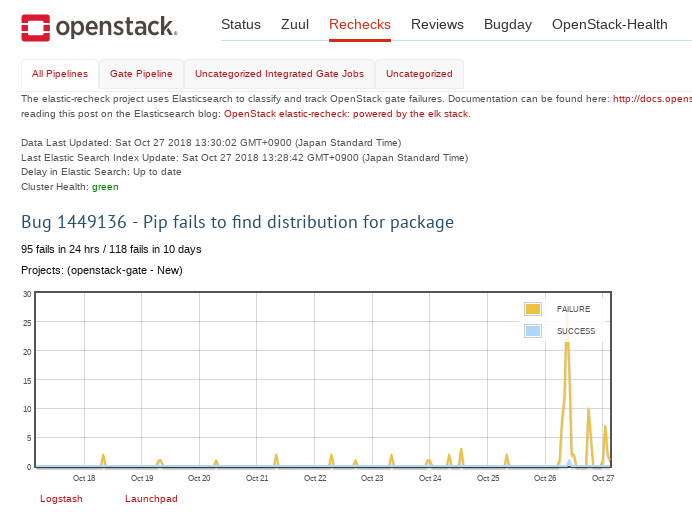 openstack.
Status Zuul Rechecks Reviews Bugday OpenStack-Health
All Pipelines Gate Pipeline Uncategorized Integrated Gate Jobs Uncategorized
The elastic-recheck project uses Elasticsearch to classify and track OpenStack gate failures. Documentation can be found here: http://docs.opens
reading this post on the Elasticsearch blog: OpenStack elastic-recheck: powered by the elk stack.
Data Last Updated: Sat Oct 27 2018 13:30:02 GMT+0900 (Japan Standard Time)
Last Elastic Search Index Update: Sat Oct 27 2018 13:28:42 GMT+0900 (Japan Standard Time)
Delay in Elastic Search: Up to date
Cluster Health: green
Bug 1449136 - Pip fails to find distribution for package
95 fails in 24 hrs / 118 fails in 10 days
Projects: (openstack-gate - New)
30
FAILURE
25
SUCCESS
20
15
10
5
0
Oct 18 Oct 19 Oct 20 Oct 21 Oct 22 Oct 23 Oct 24 Oct 25 Oct 26 Oct 27
Logstash Launchpad